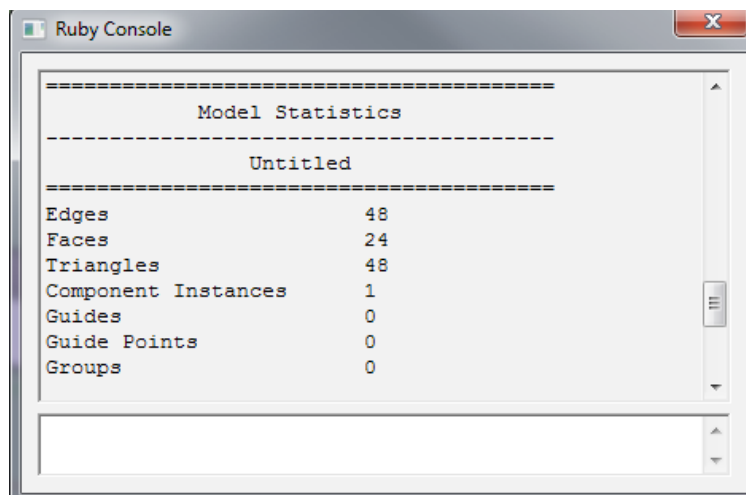 Ruby Console
========================================
Model Statistics
----------------------------------------
Untitled
========================================
Edges 48
Faces 24
Triangles 48
Component Instances 1
Guides 0
Guide Points 0
Groups 0